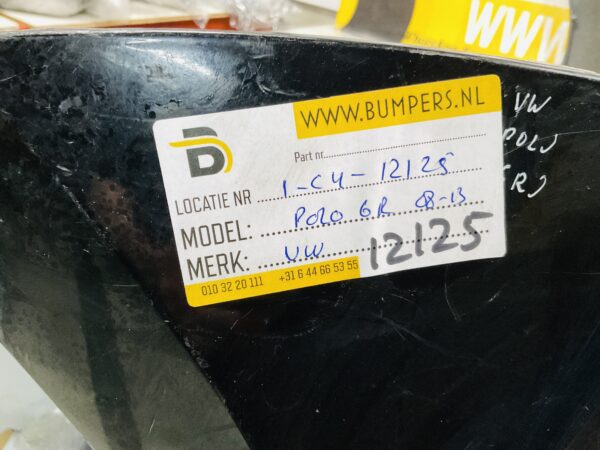 WWW
WWW.BUMPERS.NL
B
Part nr
LOCATIE NR 1-C4-12125
MODEL: POLO 6R 08-13
MERK: VW 12125
010 32 20 111 +31 6 44 66 53 55
VW
POLO